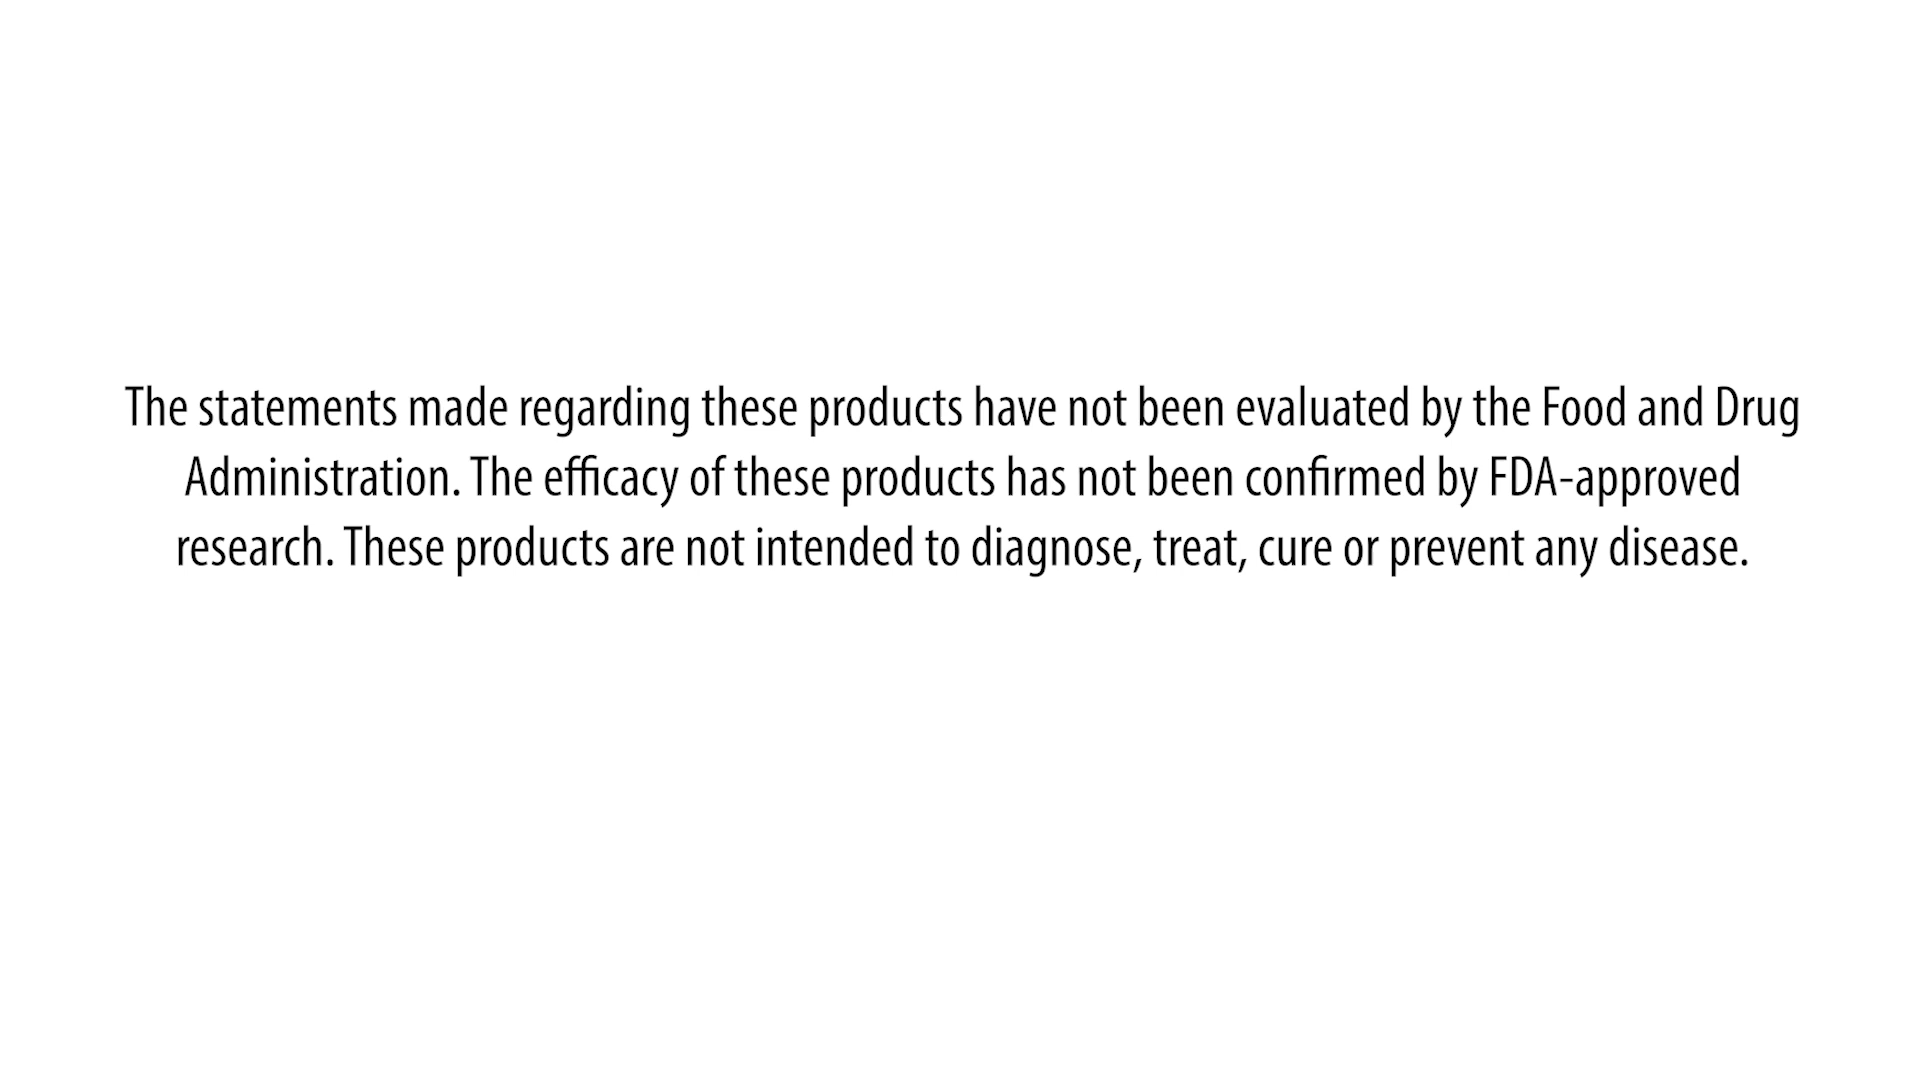 The statements made regarding these products have not been evaluated by the Food and Drug
Administration. The efficacy of these products has not been confirmed by FDA-approved
research. These products are not intended to diagnose, treat, cure or prevent any disease.